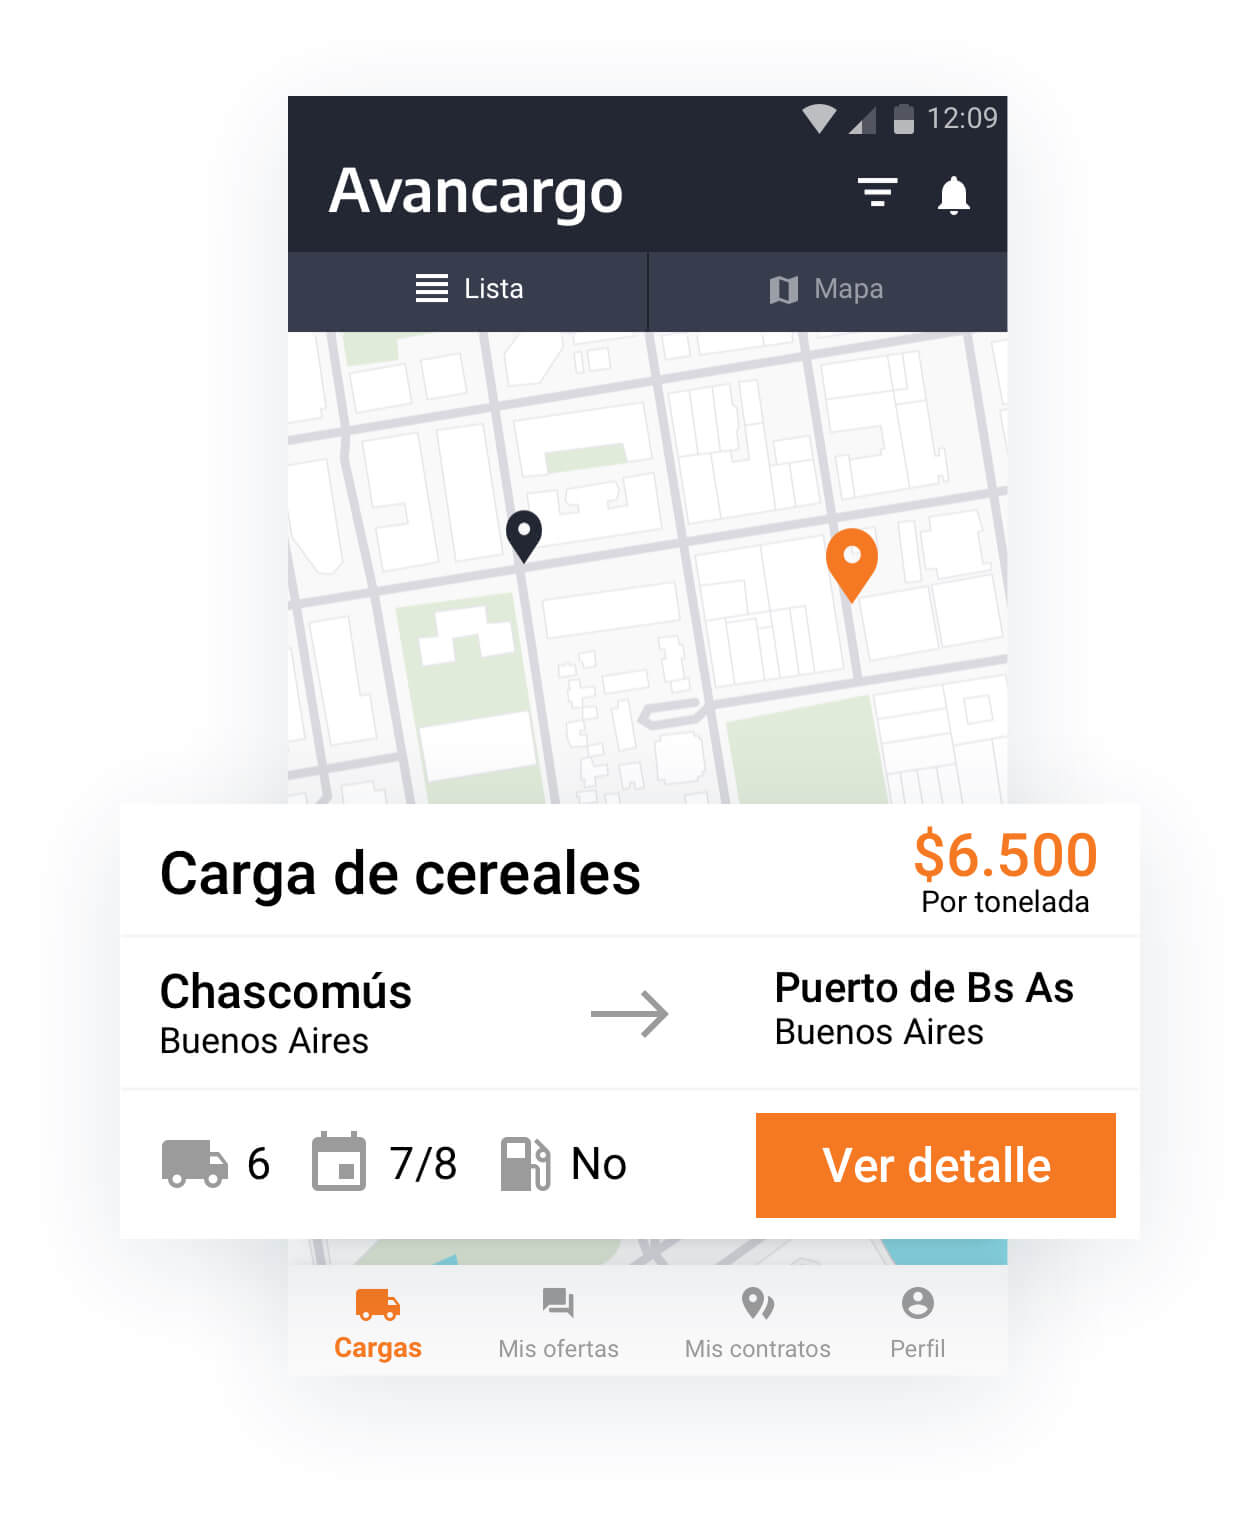 12:09
Avancargo
Lista
Mapa
Carga de cereales
$6.500
Por tonelada
Chascomús
Buenos Aires
Puerto de Bs As
Buenos Aires
6
7/8
No
Ver detalle
Cargas
Mis ofertas
Mis contratos
Perfil